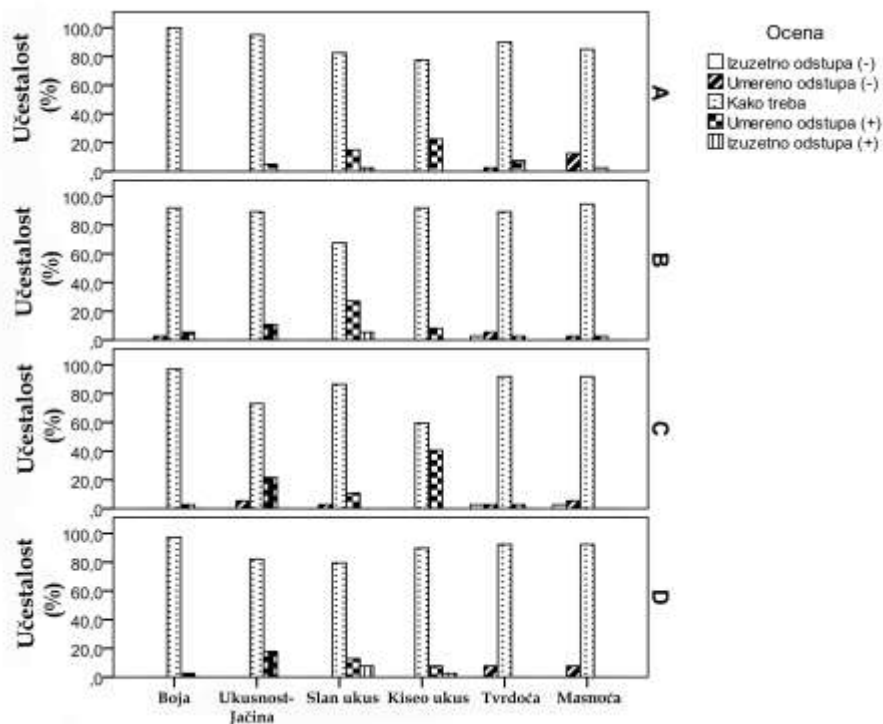 Učestalost
(%)
100,0
80,0
60,0
40,0
20,0
,0
A
Učestalost
(%)
100,0
80,0
60,0
40,0
20,0
,0
B
Učestalost
(%)
100,0
80,0
60,0
40,0
20,0
,0
C
Učestalost
(%)
100,0
80,0
60,0
40,0
20,0
,0
D
Boja
Ukusnost-
Jačina
Slan ukus
Kiseo ukus
Tvrdoća
Masnoća
Ocena
Izuzetno odstupa (-)
Umereno odstupa (-)
Kako treba
Umereno odstupa (+)
Izuzetno odstupa (+)